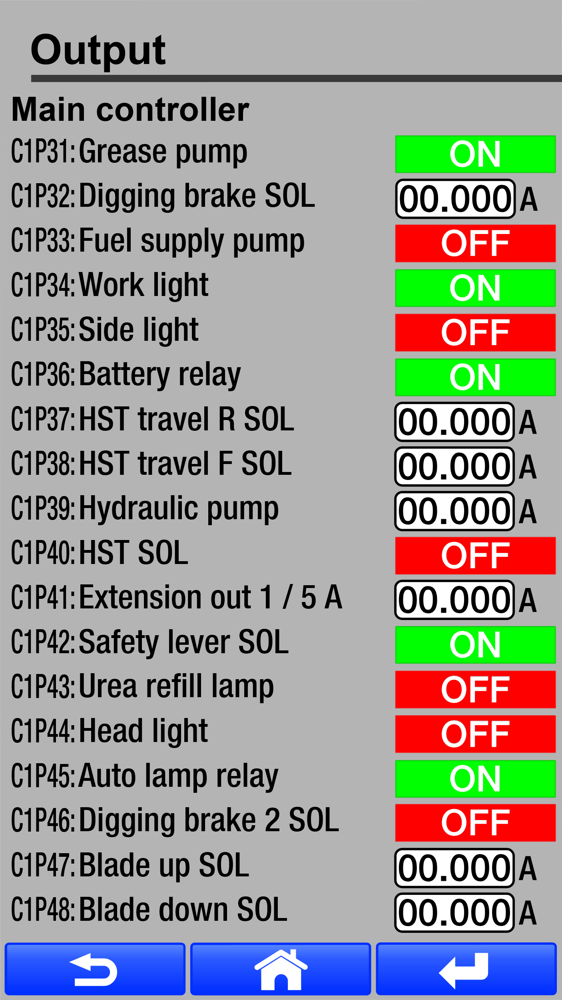 Output
Main controller
C1P31:Grease pump ON
C1P32:Digging brake SOL 00.000 A
C1P33:Fuel supply pump OFF
C1P34:Work light ON
C1P35:Side light OFF
C1P36:Battery relay ON
C1P37:HST travel R SOL 00.000 A
C1P38:HST travel F SOL 00.000 A
C1P39:Hydraulic pump 00.000 A
C1P40:HST SOL OFF
C1P41:Extension out 1 / 5 A 00.000 A
C1P42:Safety lever SOL ON
C1P43:Urea refill lamp OFF
C1P44:Head light OFF
C1P45:Auto lamp relay ON
C1P46:Digging brake 2 SOL OFF
C1P47:Blade up SOL 00.000 A
C1P48:Blade down SOL 00.000 A